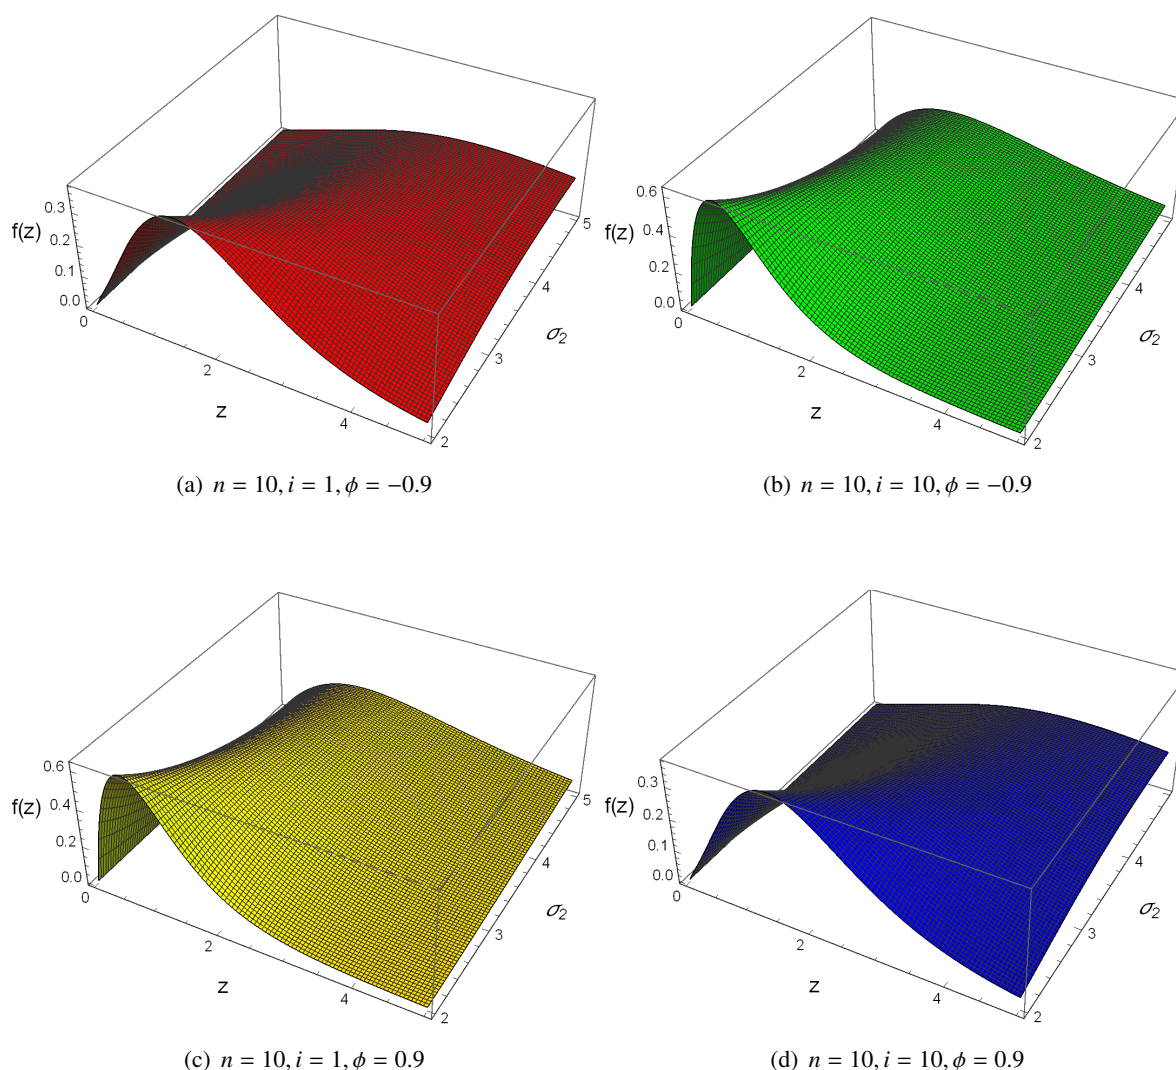 0.3
0.2
0.1
0.0
f(z)
0
2
4
z
2
3
4
5
σ₂
(a) n = 10, i = 1, ϕ = −0.9
0.6
0.4
0.2
0.0
f(z)
0
2
4
z
2
3
4
σ₂
(b) n = 10, i = 10, ϕ = −0.9
0.6
0.4
0.2
0.0
f(z)
0
2
4
z
2
3
4
5
σ₂
(c) n = 10, i = 1, ϕ = 0.9
0.3
0.2
0.1
0.0
f(z)
0
2
4
z
2
3
4
σ₂
(d) n = 10, i = 10, ϕ = 0.9